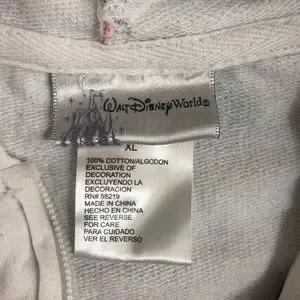 WALT DISNEY World®
XL
100% COTTON/ALGODON
EXCLUSIVE OF
DECORATION
EXCLUYENDO LA
DECORACION
RN# 55219
MADE IN CHINA
HECHO EN CHINA
SEE REVERSE
FOR CARE
PARA CUIDADO
VER EL REVERSO